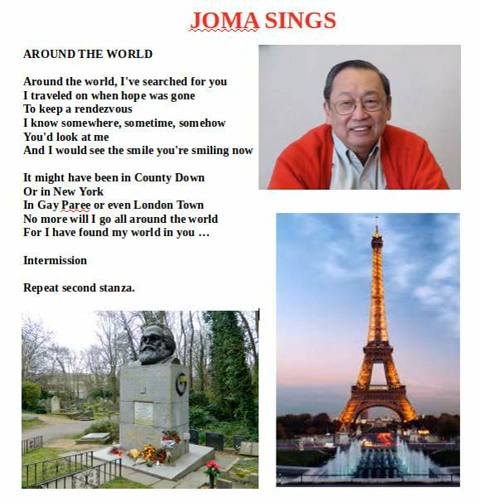 JOMA SINGS
AROUND THE WORLD
Around the world, I've searched for you
I traveled on when hope was gone
To keep a rendezvous
I know somewhere, sometime, somehow
You'd look at me
And I would see the smile you're smiling now
It might have been in County Down
Or in New York
In Gay Paree or even London Town
No more will I go all around the world
For I have found my world in you …
Intermission
Repeat second stanza.